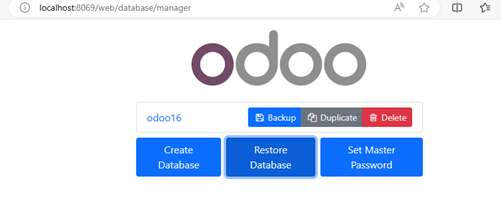 localhost:8069/web/database/manager
odoo
odoo16 Backup Duplicate Delete
Create Restore Set Master
Database Database Password